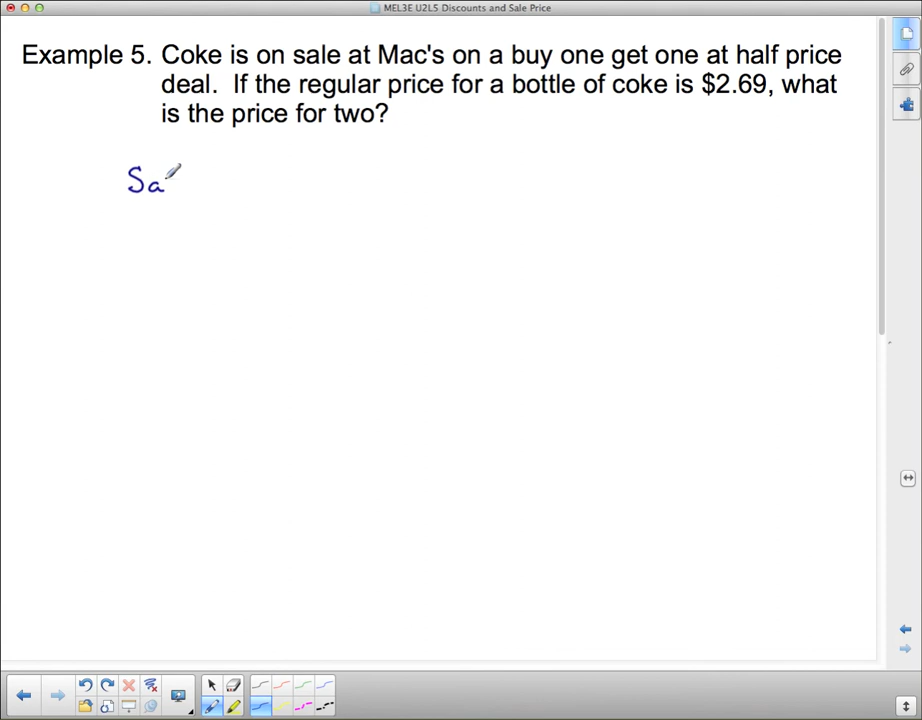 MEL3E U2L5 Discounts and Sale Price
Example 5. Coke is on sale at Mac's on a buy one get one at half price
deal. If the regular price for a bottle of coke is $2.69, what
is the price for two?
Sa